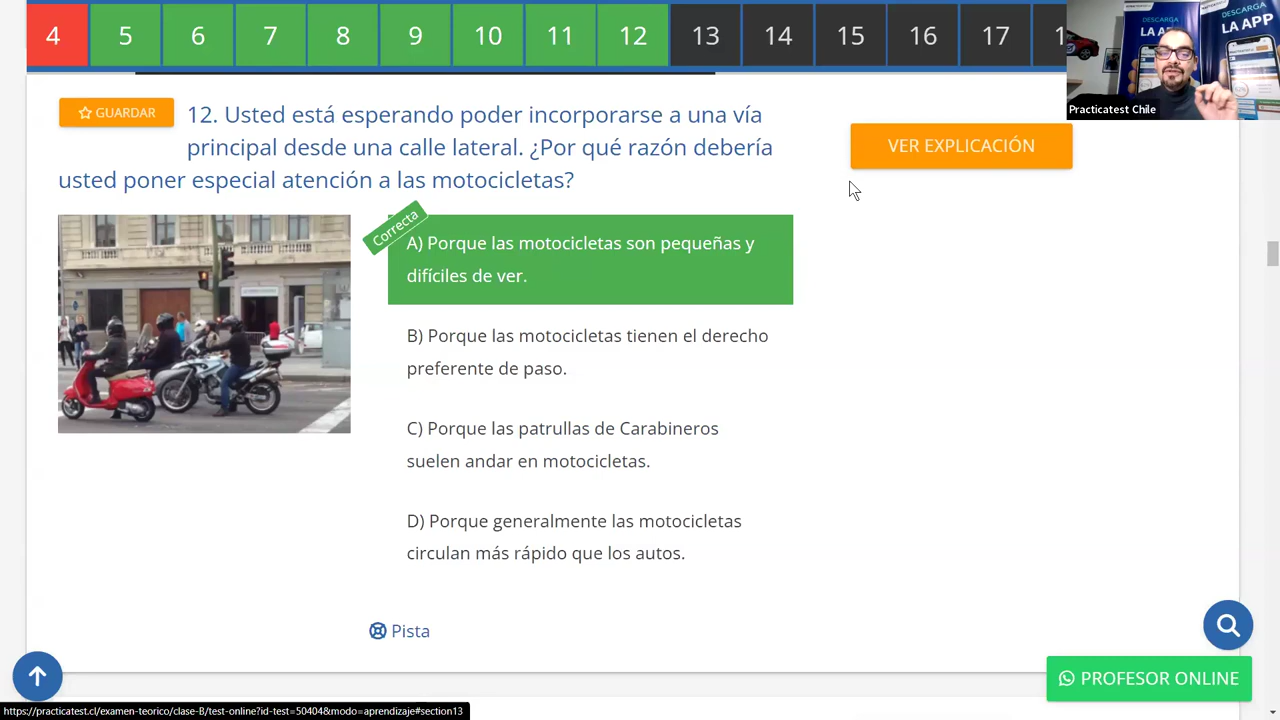 4 5 6 7 8 9 10 11 12 13 14 15 16 17 1
DESCARGA
LA APP
DESCARGA
LA APP
Practicatest Chile
GUARDAR
12. Usted está esperando poder incorporarse a una vía
principal desde una calle lateral. ¿Por qué razón debería
usted poner especial atención a las motocicletas?
VER EXPLICACIÓN
Correcta
A) Porque las motocicletas son pequeñas y
difíciles de ver.
B) Porque las motocicletas tienen el derecho
preferente de paso.
C) Porque las patrullas de Carabineros
suelen andar en motocicletas.
D) Porque generalmente las motocicletas
circulan más rápido que los autos.
Pista
PROFESOR ONLINE
https://practicatest.cl/examen-teorico/clase-B/test-online?id-test=50404&modo=aprendizaje#section13